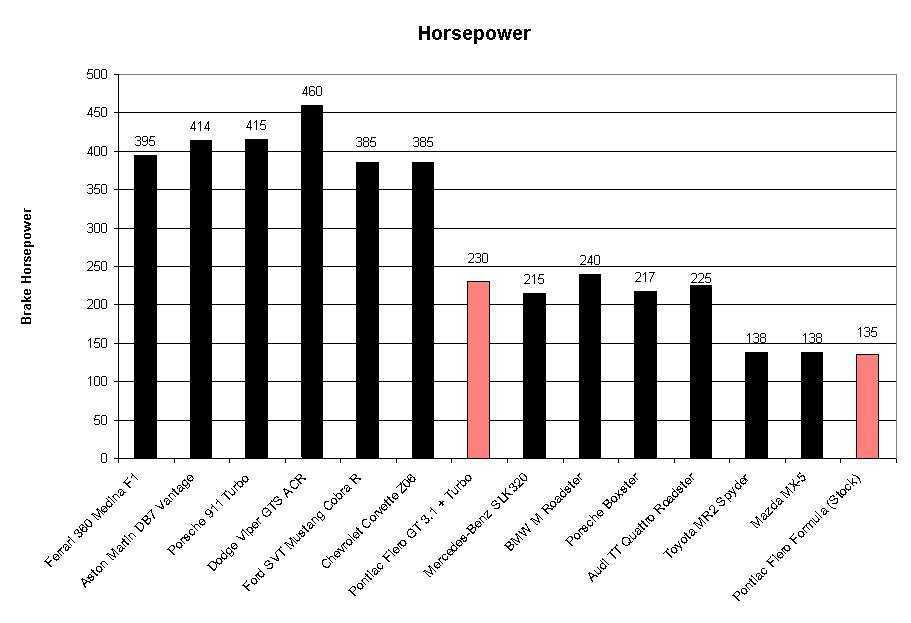 Horsepower
Brake Horsepower
500
450
400
350
300
250
200
150
100
50
0
395
414
415
460
385
385
230
215
240
217
225
138
138
135
Ferrari 360 Medina F1
Aston Martin DB7 Vantage
Porsche 911 Turbo
Dodge Viper GTS ACR
Ford SVT Mustang Cobra R
Chevrolet Corvette Z06
Pontiac Fiero GT 3.1 + Turbo
Mercedes-Benz S1K320
BMW M Roadster
Porsche Boxster
Audi TT Quattro Roadster
Toyota MR2 Spyder
Mazda MX-5
Pontiac Fiero Formula (Stock)